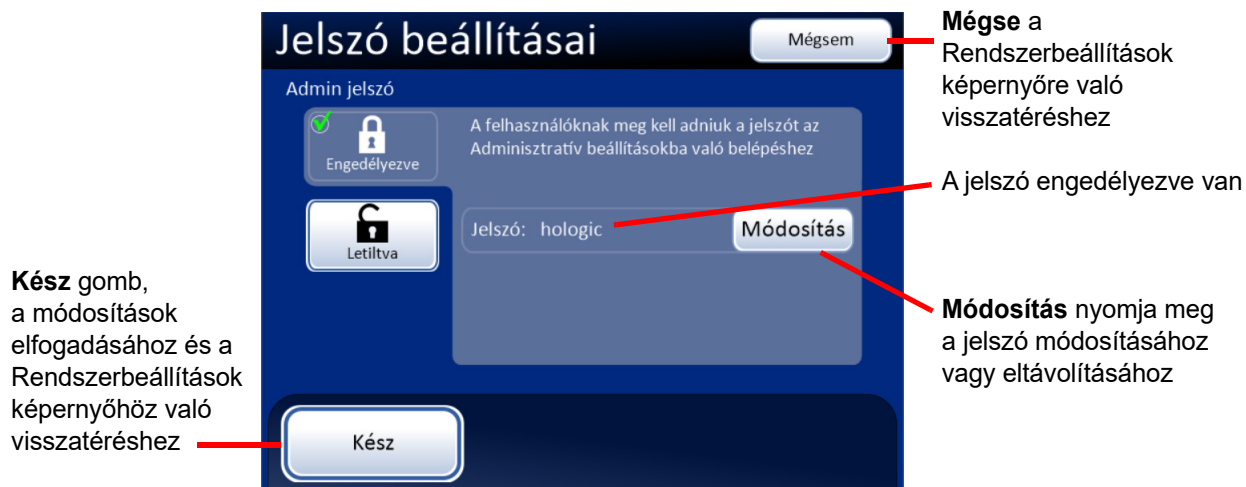 Jelszó beállításai
Mégsem
Admin jelszó
Engedélyezve
A felhasználóknak meg kell adniuk a jelszót az
Adminisztratív beállításokba való belépéshez
Letiltva
Jelszó: hologic
Módosítás
Kész
Mégse a
Rendszerbeállítások
képernyőre való
visszatéréshez
A jelszó engedélyezve van
Módosítás nyomja meg
a jelszó módosításához
vagy eltávolításához
Kész gomb,
a módosítások
elfogadásához és a
Rendszerbeállítások
képernyőhöz való
visszatéréshez